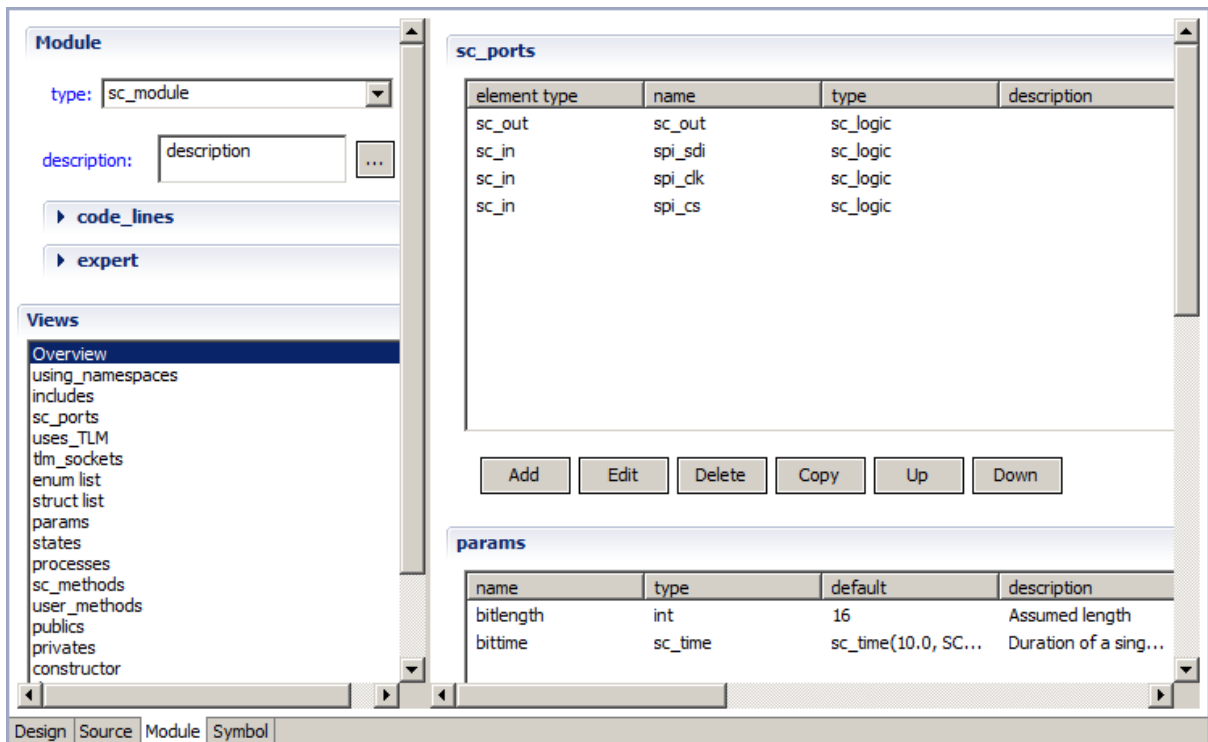 Module
type: sc_module
description: description ...
code_lines
expert
Views
Overview
using_namespaces
includes
sc_ports
uses_TLM
tlm_sockets
enum list
struct list
params
states
processes
sc_methods
user_methods
publics
privates
constructor
sc_ports
element type name type description
sc_out sc_out sc_logic
sc_in spi_sdi sc_logic
sc_in spi_clk sc_logic
sc_in spi_cs sc_logic
Add Edit Delete Copy Up Down
params
name type default description
bitlength int 16 Assumed length
bittime sc_time sc_time(10.0, SC... Duration of a sing...
Design Source Module Symbol